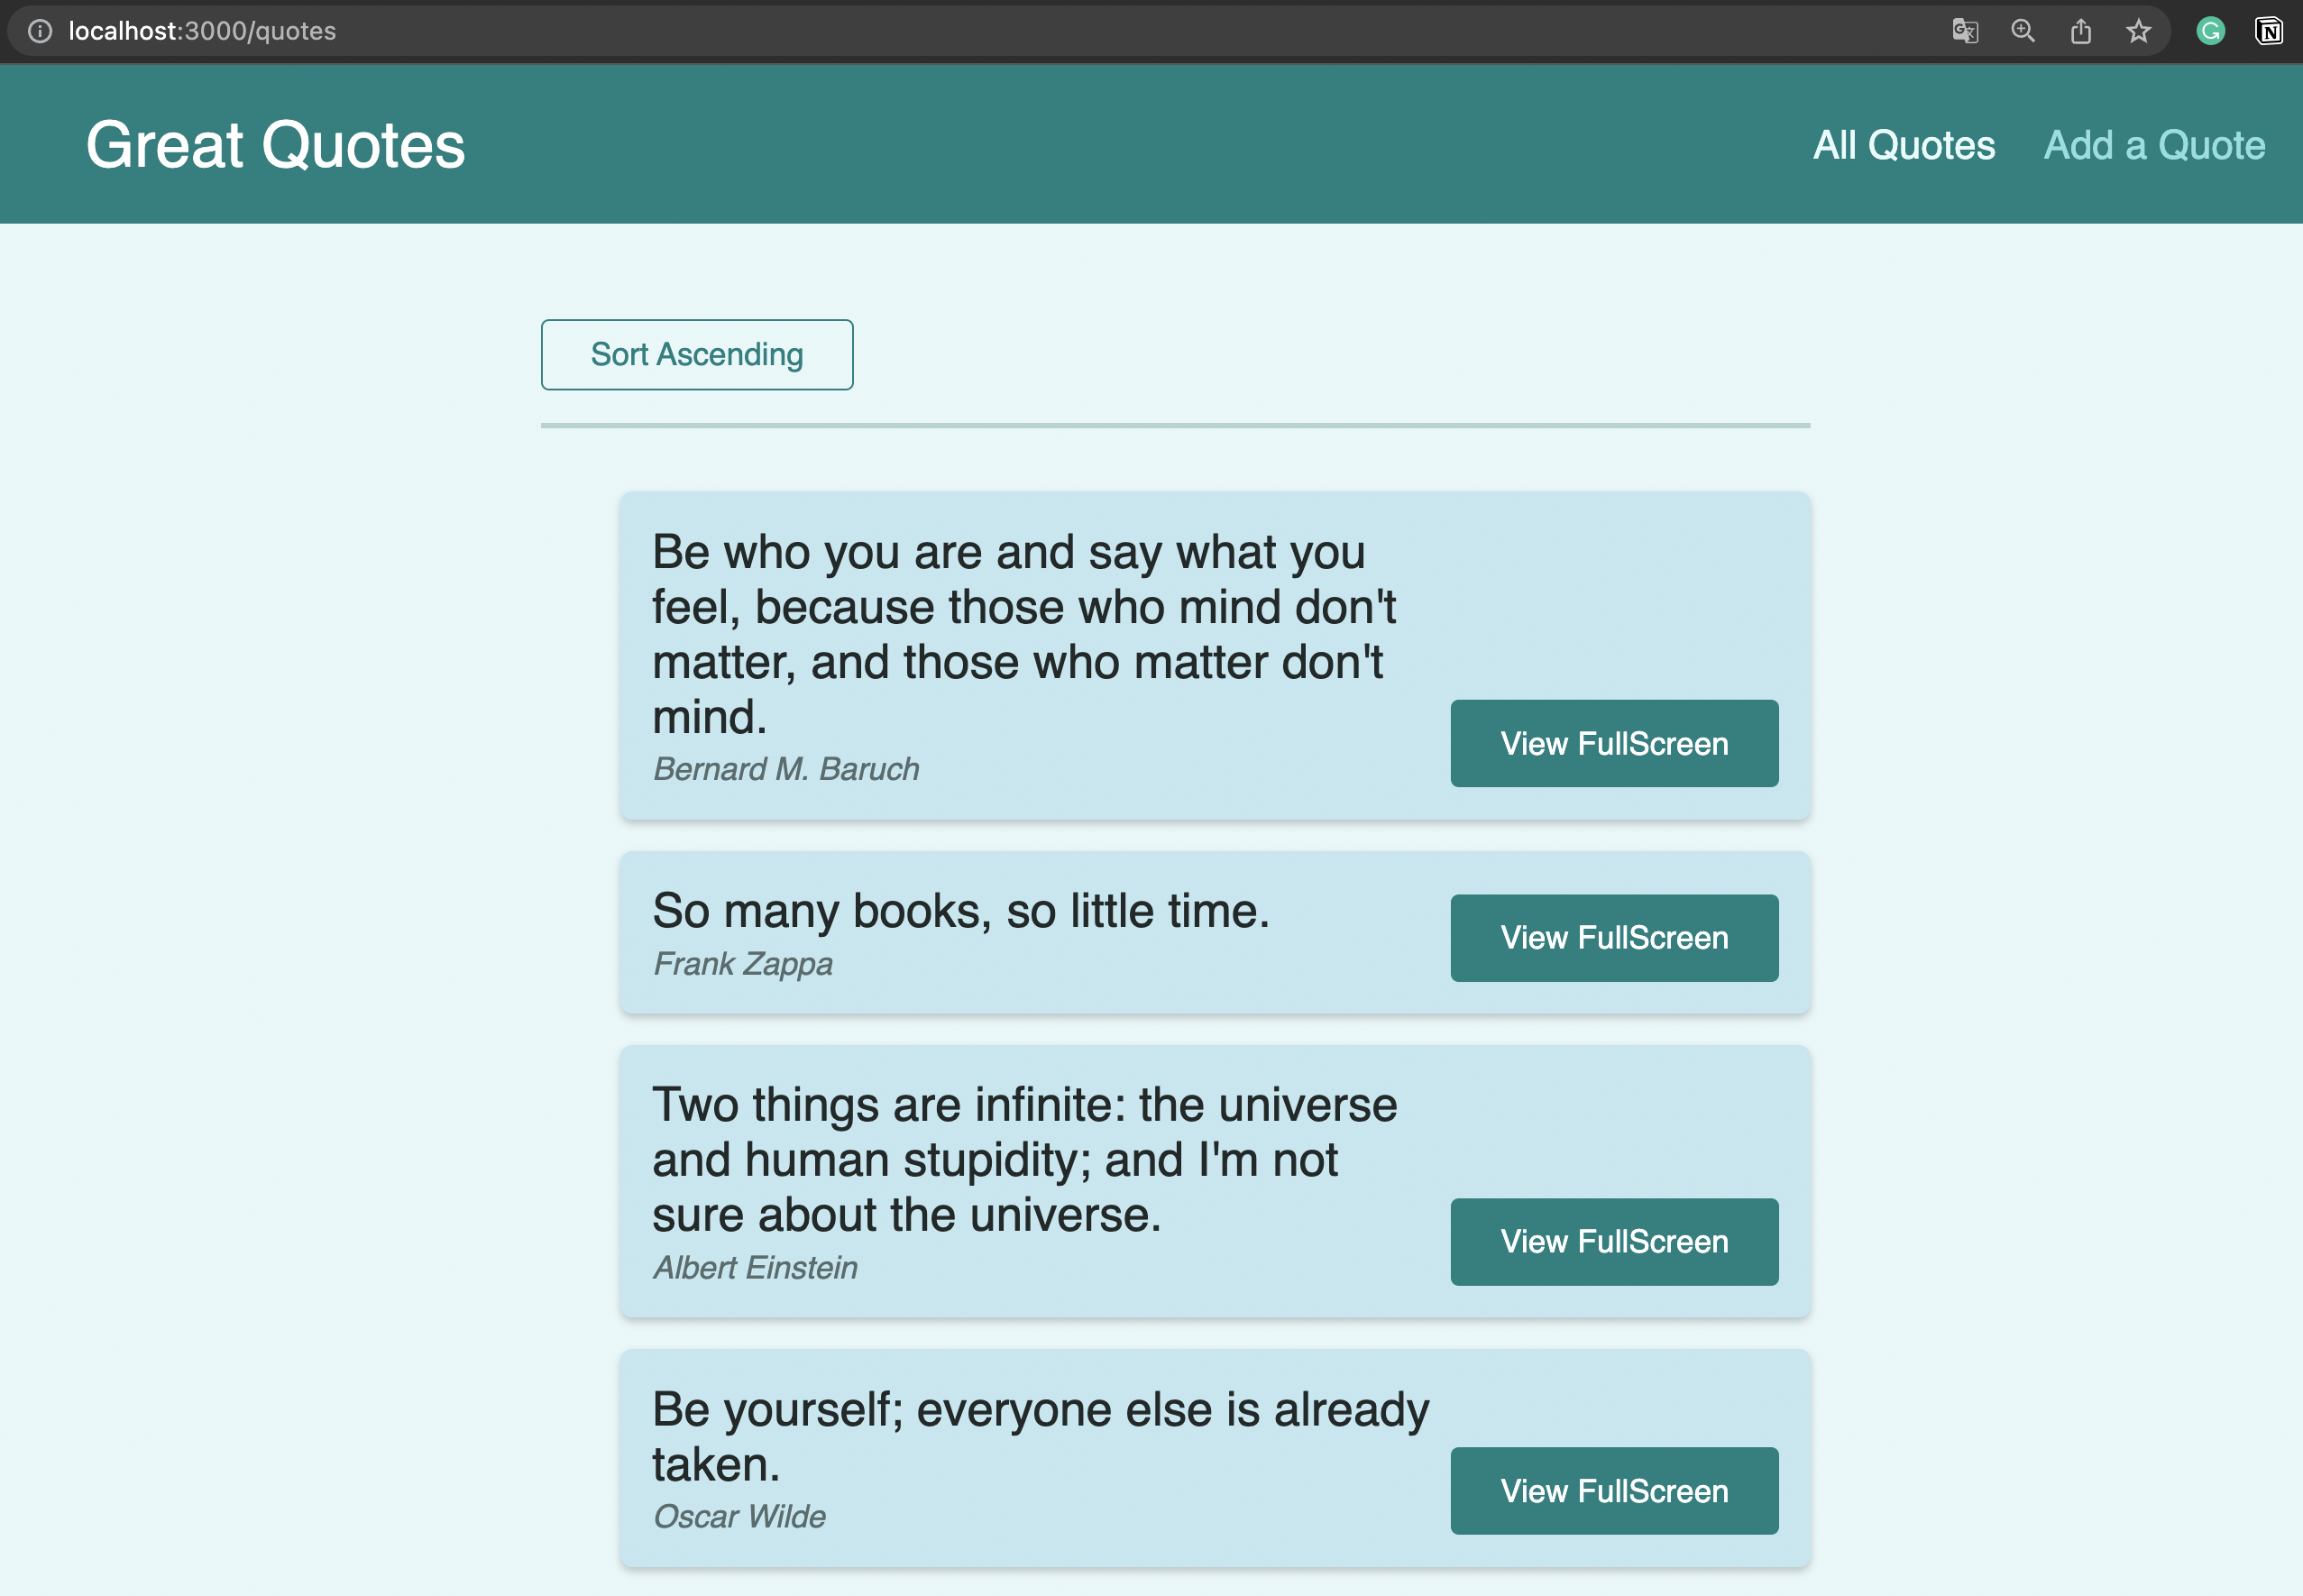 localhost:3000/quotes
Great Quotes
All Quotes
Add a Quote
Sort Ascending
Be who you are and say what you
feel, because those who mind don't
matter, and those who matter don't
mind.
Bernard M. Baruch
View FullScreen
So many books, so little time.
Frank Zappa
View FullScreen
Two things are infinite: the universe
and human stupidity; and I'm not
sure about the universe.
Albert Einstein
View FullScreen
Be yourself; everyone else is already
taken.
Oscar Wilde
View FullScreen